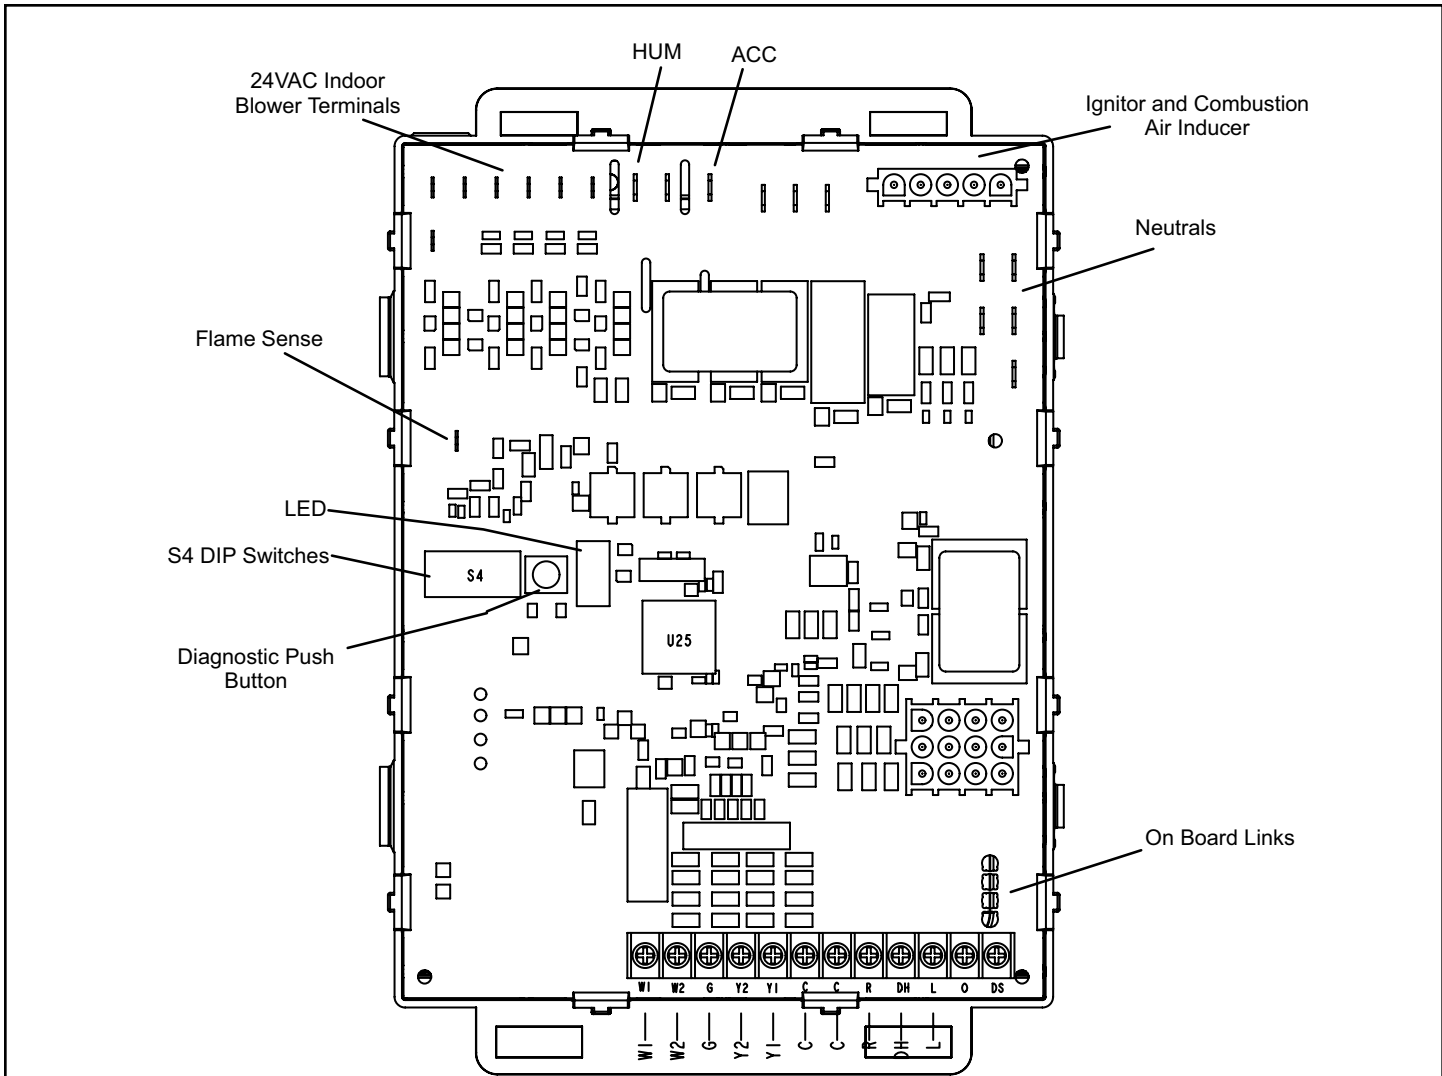 HUM
ACC
24VAC Indoor
Blower Terminals
Ignitor and Combustion
Air Inducer
Neutrals
Flame Sense
LED
S4 DIP Switches
S4
U25
Diagnostic Push
Button
On Board Links
W1 W2 G Y2 Y1 C C R DH L O DS
W1 W2 G Y2 Y1 C C R DH L